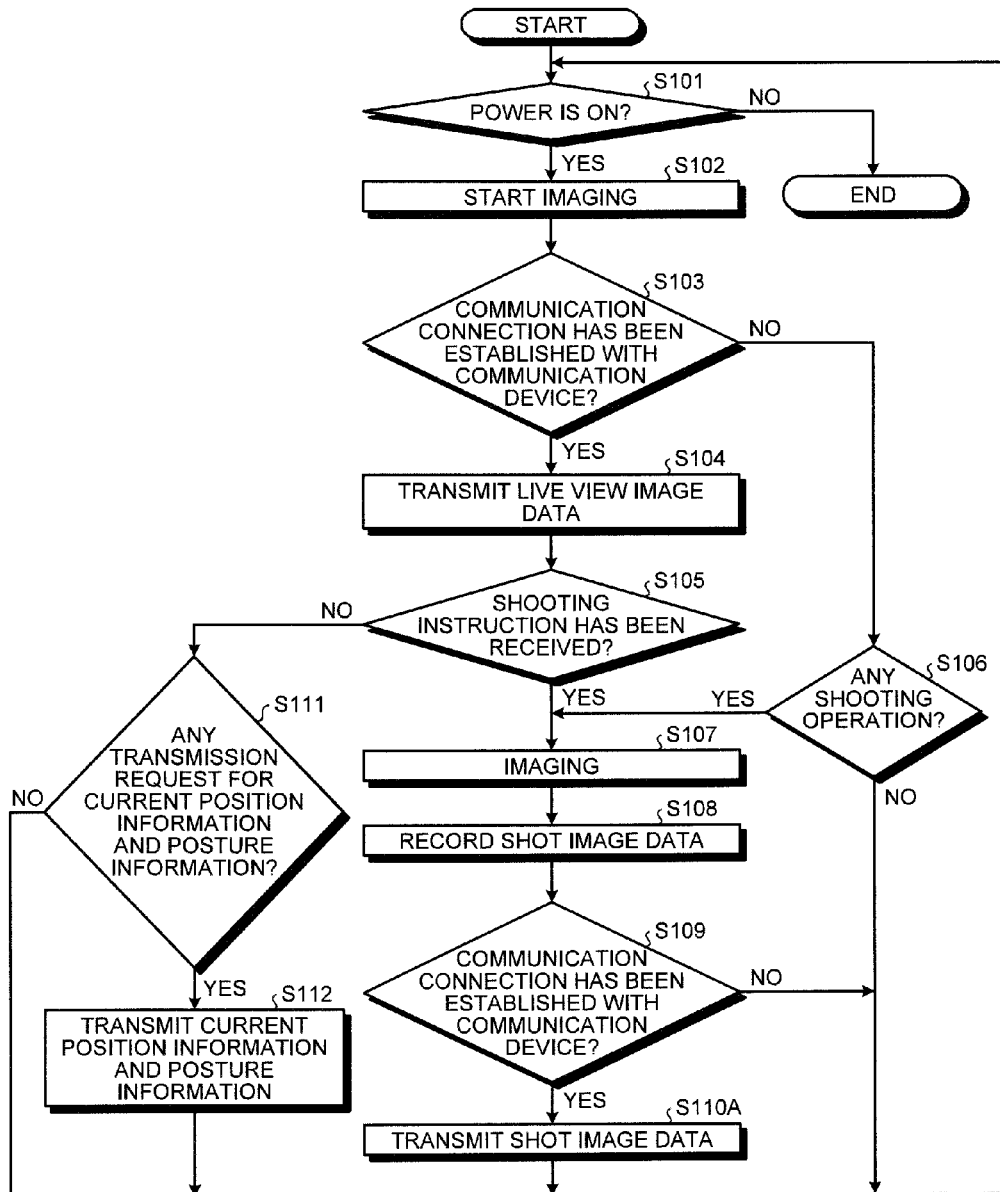 START
S101
POWER IS ON?
NO
YES
S102
START IMAGING
END
S103
COMMUNICATION
CONNECTION HAS BEEN
ESTABLISHED WITH
COMMUNICATION
DEVICE?
NO
YES
S104
TRANSMIT LIVE VIEW IMAGE
DATA
S105
SHOOTING
INSTRUCTION HAS BEEN
RECEIVED?
NO
YES
S106
ANY
SHOOTING
OPERATION?
YES
NO
S111
ANY
TRANSMISSION
REQUEST FOR
CURRENT POSITION
INFORMATION
AND POSTURE
INFORMATION?
NO
YES
S107
IMAGING
S108
RECORD SHOT IMAGE DATA
S109
COMMUNICATION
CONNECTION HAS BEEN
ESTABLISHED WITH
COMMUNICATION
DEVICE?
NO
YES
S112
TRANSMIT CURRENT
POSITION INFORMATION
AND POSTURE
INFORMATION
S110A
TRANSMIT SHOT IMAGE DATA